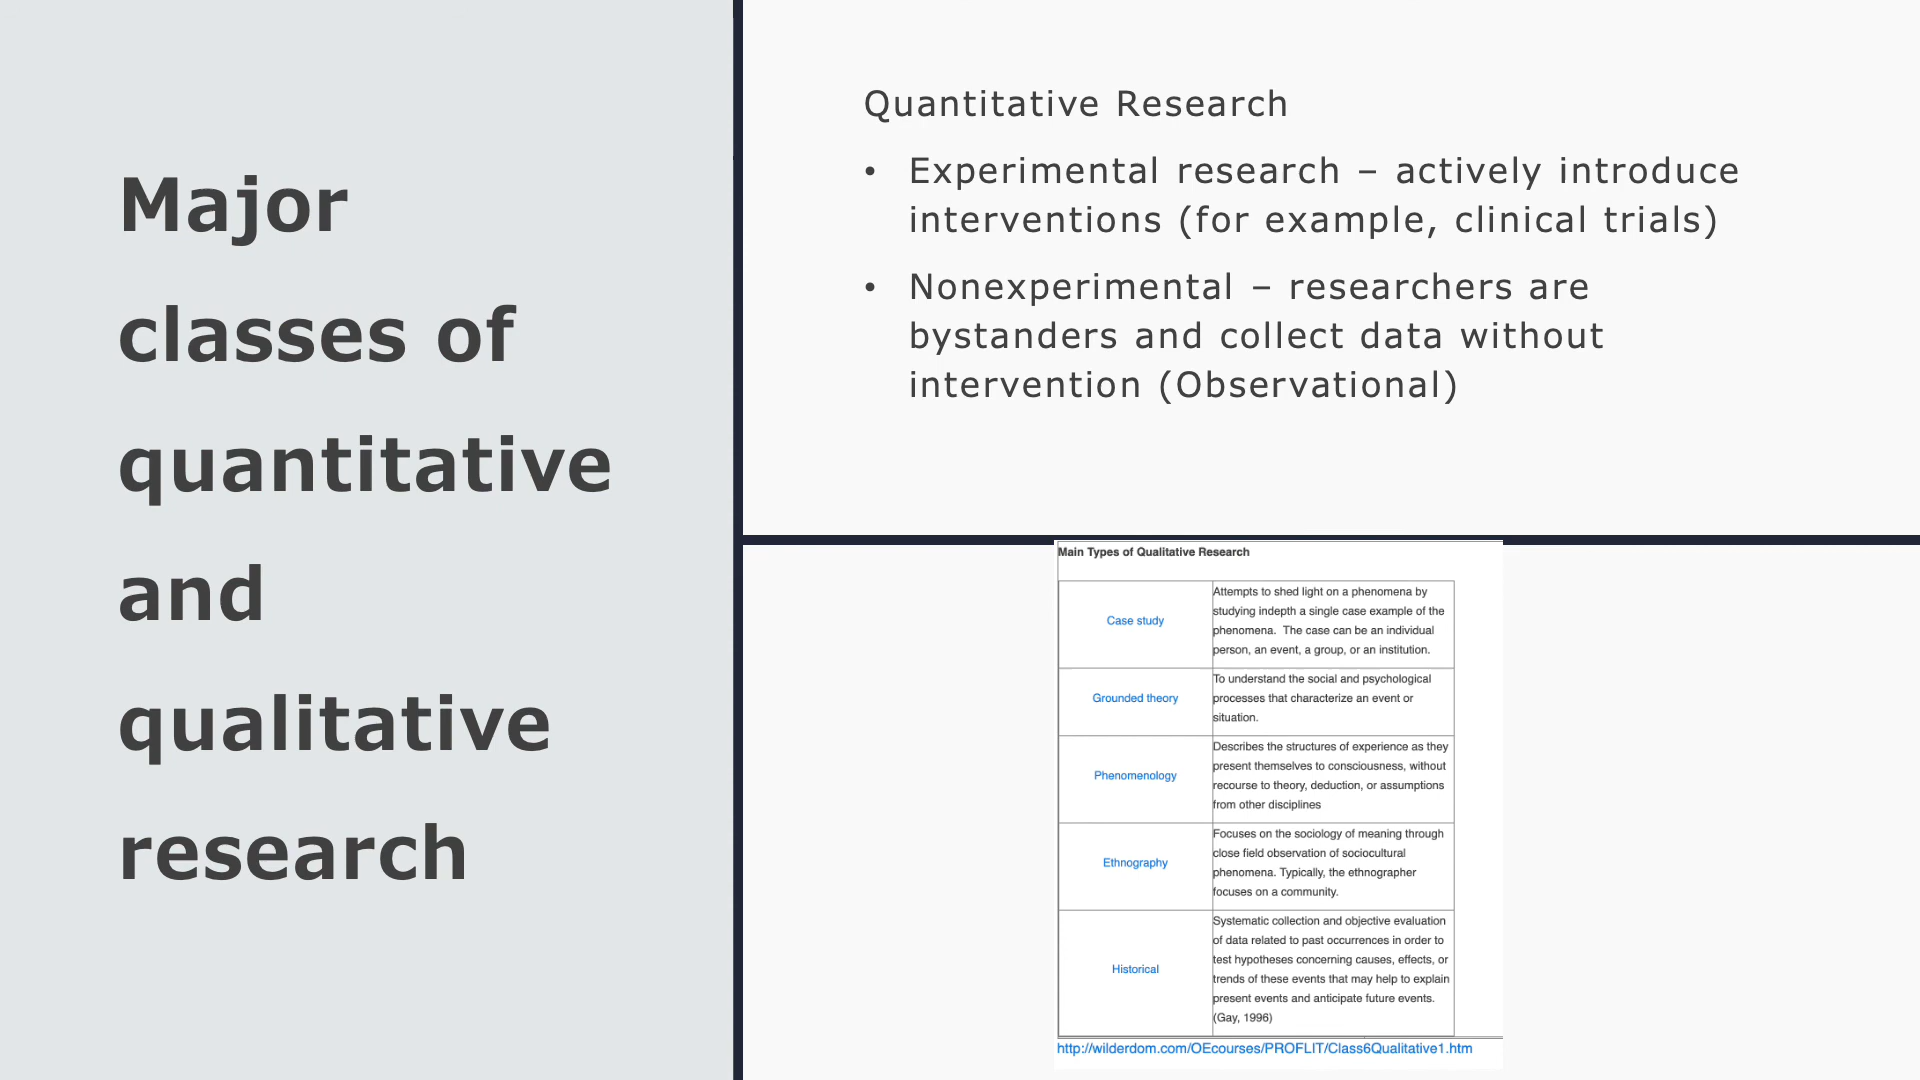 Major
classes of
quantitative
and
qualitative
research
Quantitative Research
• Experimental research – actively introduce
interventions (for example, clinical trials)
• Nonexperimental – researchers are
bystanders and collect data without
intervention (Observational)
Main Types of Qualitative Research
Case study
Attempts to shed light on a phenomena by
studying indepth a single case example of the
phenomena. The case can be an individual
person, an event, a group, or an institution.
Grounded theory
To understand the social and psychological
processes that characterize an event or
situation.
Phenomenology
Describes the structures of experience as they
present themselves to consciousness, without
recourse to theory, deduction, or assumptions
from other disciplines
Ethnography
Focuses on the sociology of meaning through
close field observation of sociocultural
phenomena. Typically, the ethnographer
focuses on a community.
Historical
Systematic collection and objective evaluation
of data related to past occurrences in order to
test hypotheses concerning causes, effects, or
trends of these events that may help to explain
present events and anticipate future events.
(Gay, 1996)
http://wilderdom.com/OEcourses/PROFLIT/Class6Qualitative1.htm